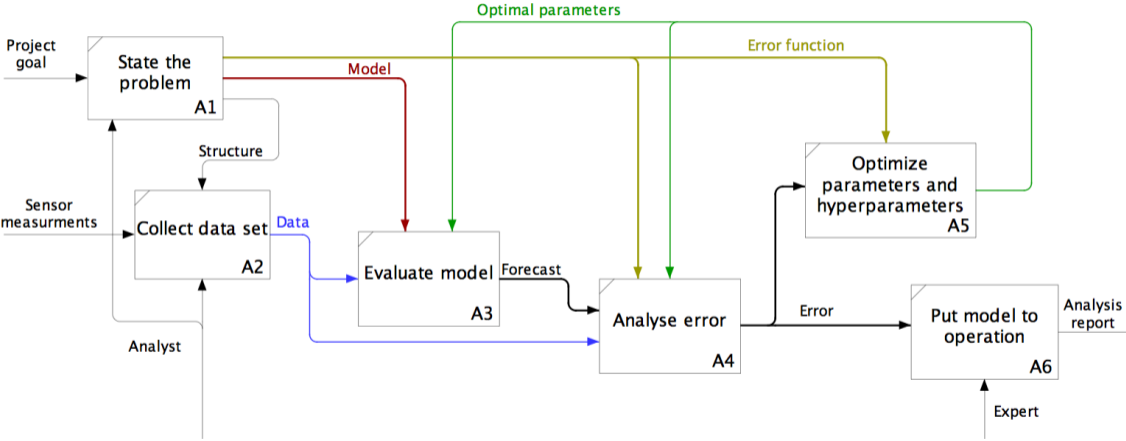 Optimal parameters
Project
goal
State the
problem
A1
Error function
Model
Structure
Optimize
parameters and
hyperparameters
A5
Sensor
measurments
Collect data set
A2
Data
Evaluate model
A3
Forecast
Analyse error
A4
Error
Put model to
operation
A6
Analysis
report
Analyst
Expert